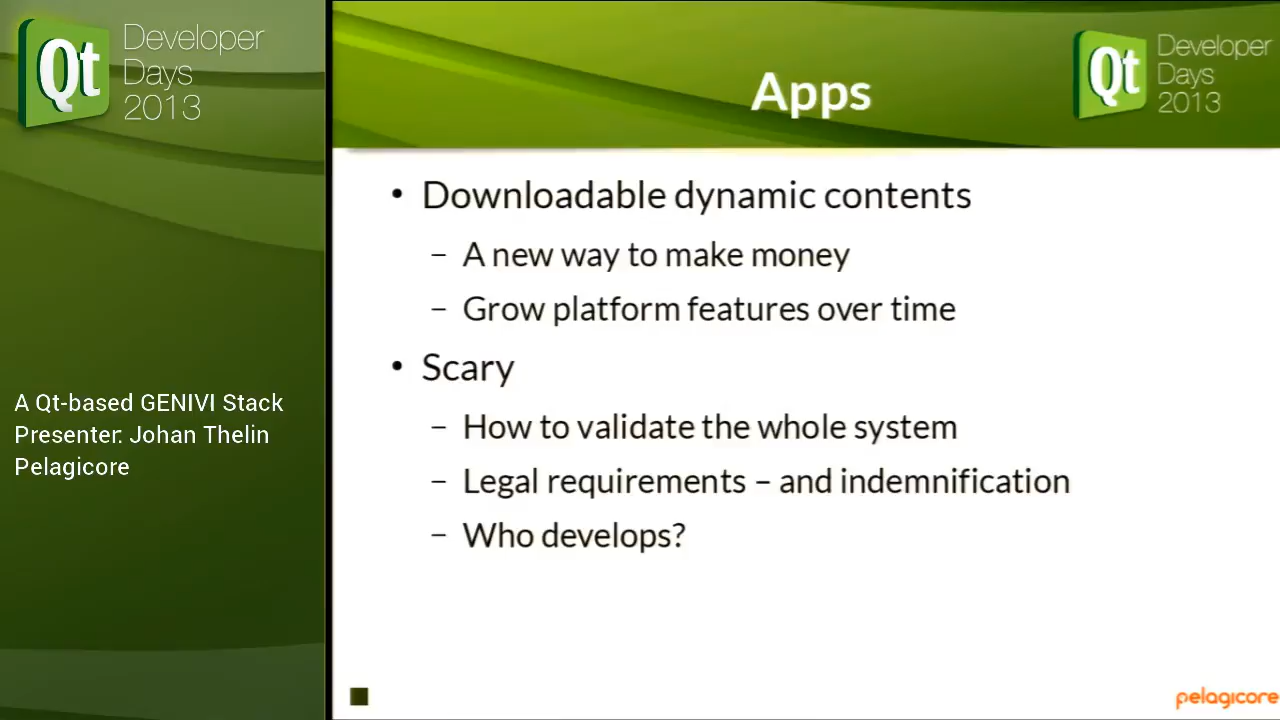 Qt
Developer
Days
2013
A Qt-based GENIVI Stack
Presenter: Johan Thelin
Pelagicore
Apps
Qt
Developer
Days
2013
• Downloadable dynamic contents
– A new way to make money
– Grow platform features over time
• Scary
– How to validate the whole system
– Legal requirements – and indemnification
– Who develops?
pelagicore